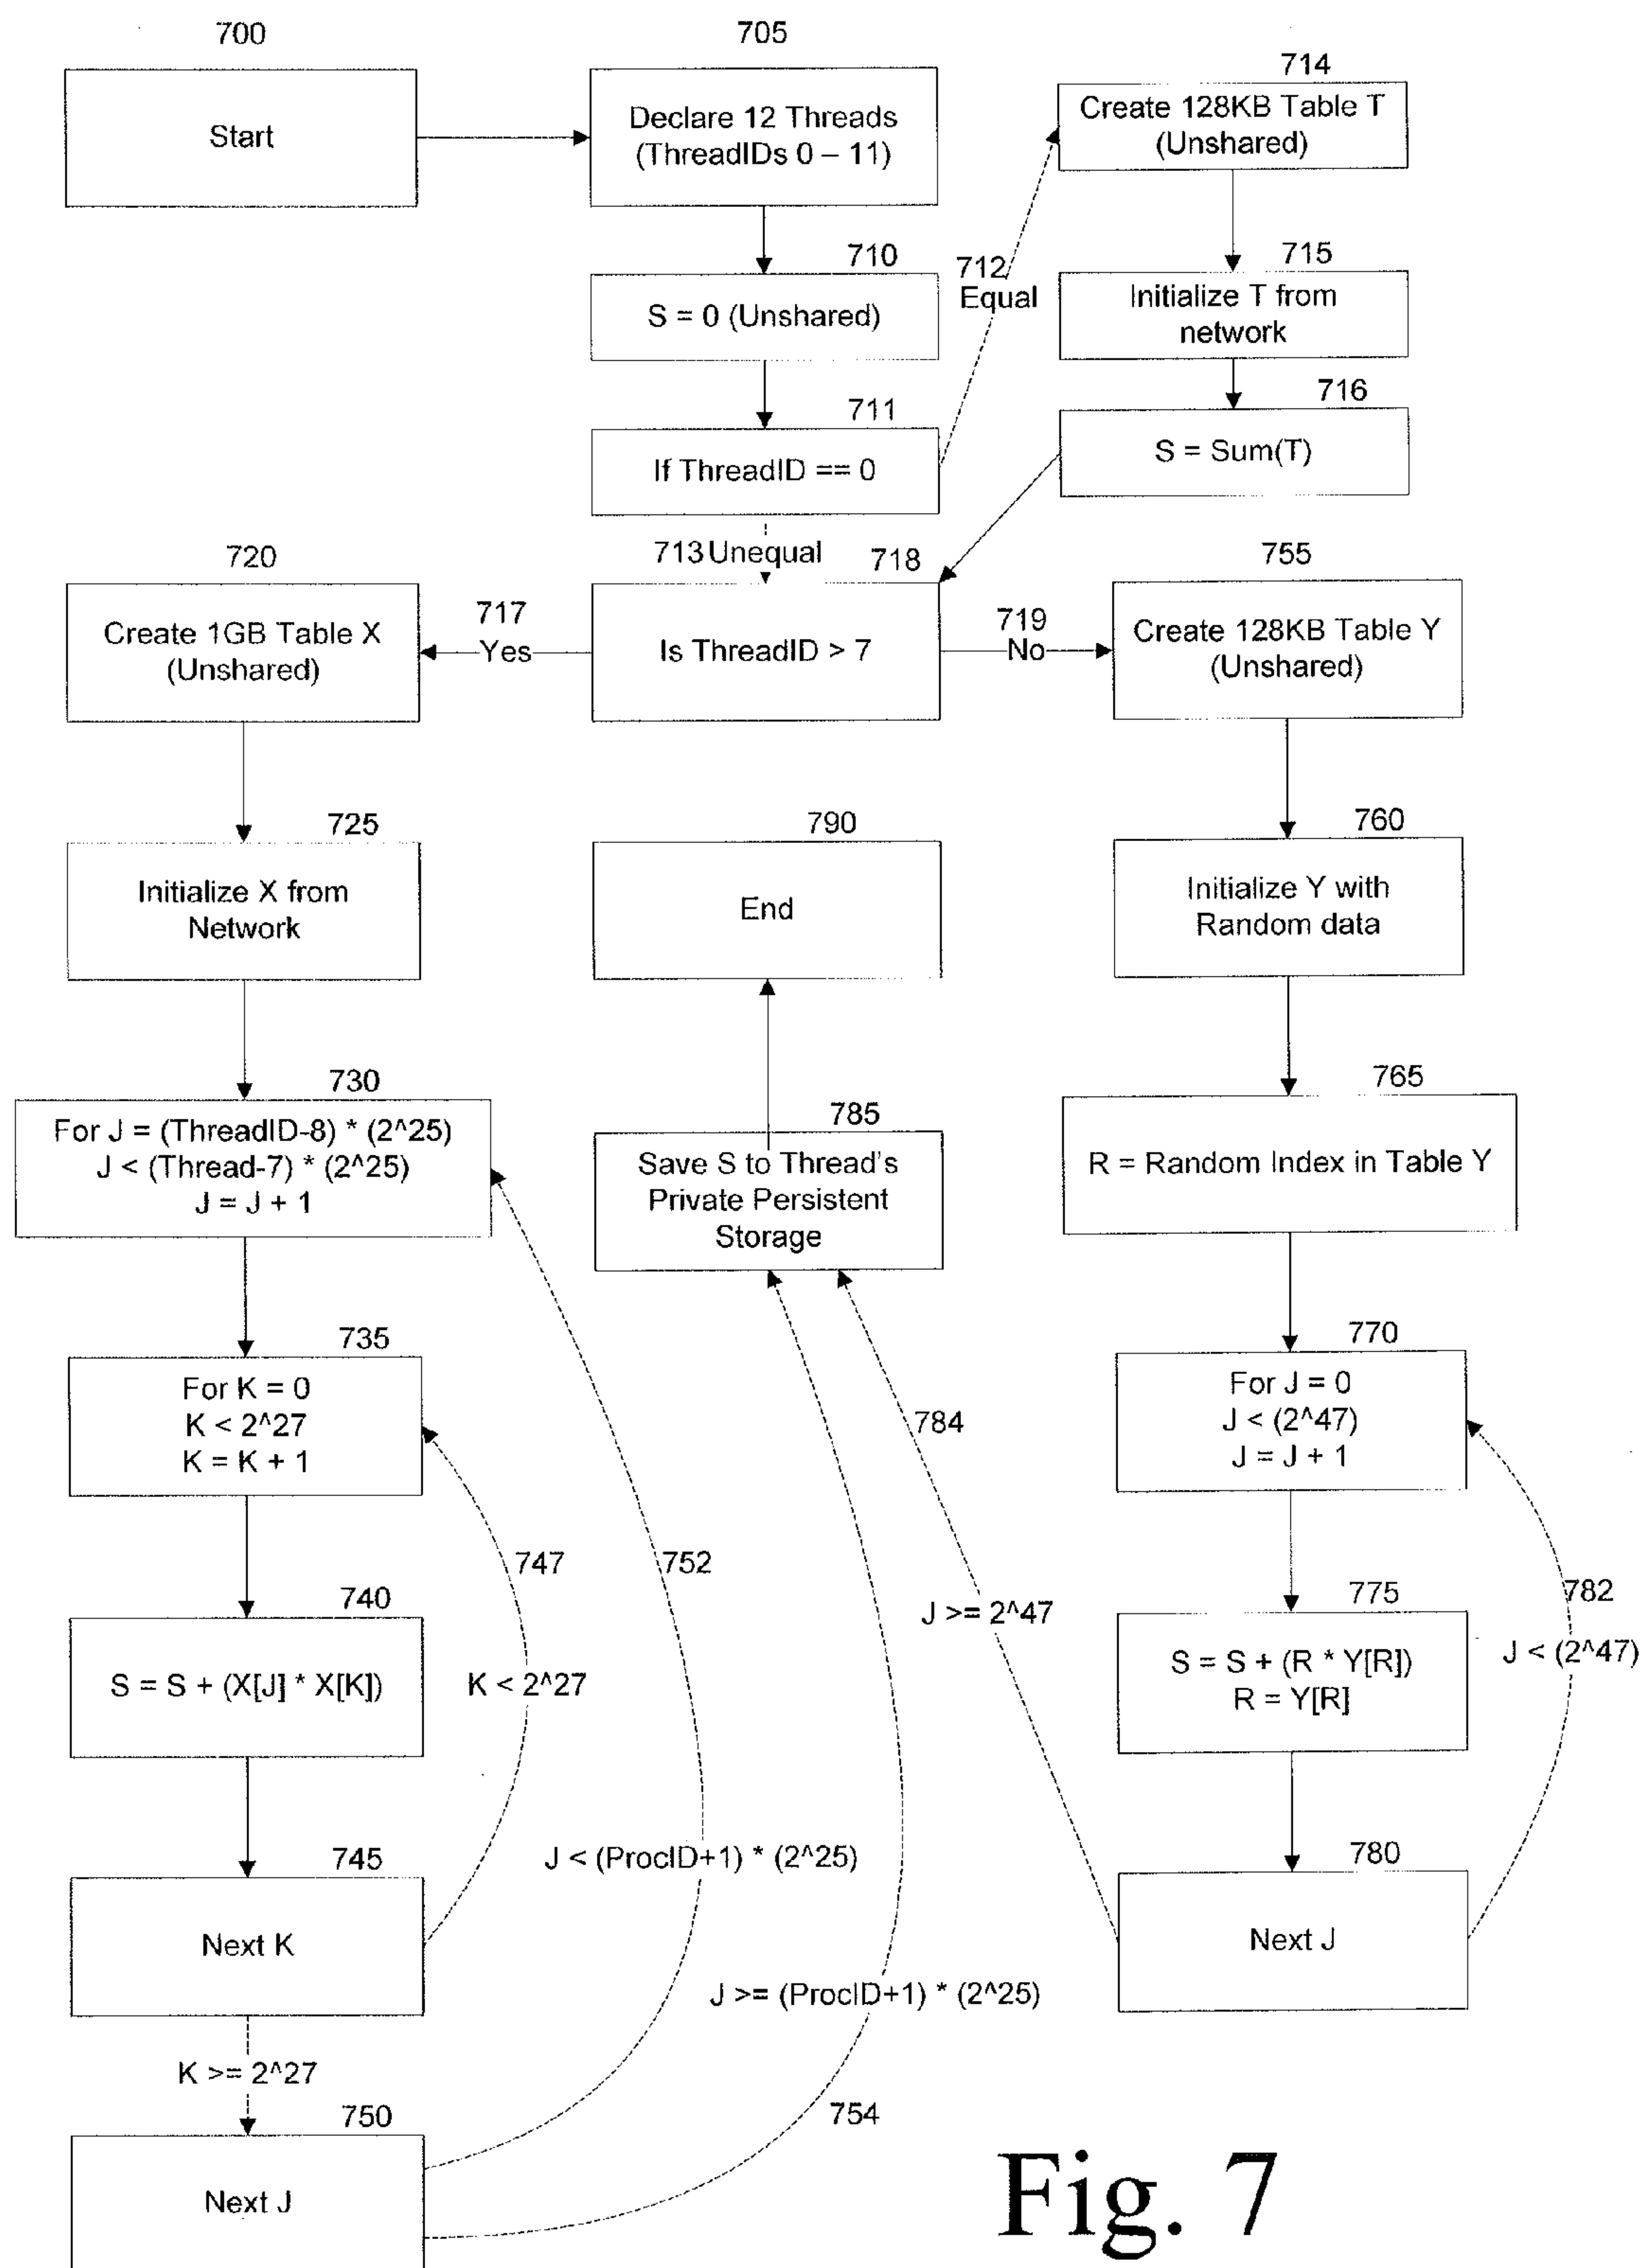 700
Start
705
Declare 12 Threads
(ThreadIDs 0 – 11)
710
S = 0 (Unshared)
711
If ThreadID == 0
712
Equal
714
Create 128KB Table T
(Unshared)
715
Initialize T from
network
716
S = Sum(T)
713 Unequal
718
Is ThreadID > 7
717
Yes
719
No
720
Create 1GB Table X
(Unshared)
725
Initialize X from
Network
730
For J = (ThreadID-8) * (2^25)
J < (Thread-7) * (2^25)
J = J + 1
735
For K = 0
K < 2^27
K = K + 1
740
S = S + (X[J] * X[K])
745
Next K
747
K < 2^27
K >= 2^27
750
Next J
752
J < (ProcID+1) * (2^25)
754
J >= (ProcID+1) * (2^25)
755
Create 128KB Table Y
(Unshared)
760
Initialize Y with
Random data
765
R = Random Index in Table Y
770
For J = 0
J < (2^47)
J = J + 1
775
S = S + (R * Y[R])
R = Y[R]
780
Next J
782
J < (2^47)
784
J >= 2^47
785
Save S to Thread's
Private Persistent
Storage
790
End
Fig. 7